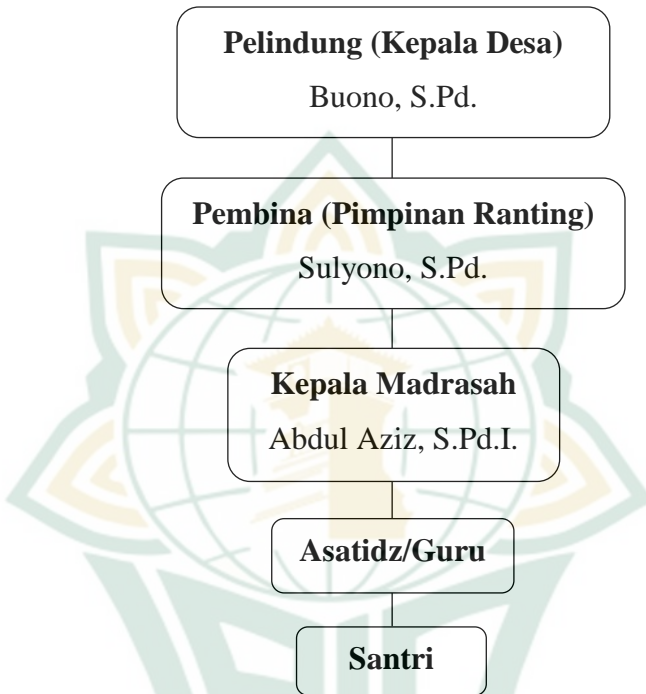 Pelindung (Kepala Desa)
Buono, S.Pd.
Pembina (Pimpinan Ranting)
Sulyono, S.Pd.
Kepala Madrasah
Abdul Aziz, S.Pd.I.
Asatidz/Guru
Santri